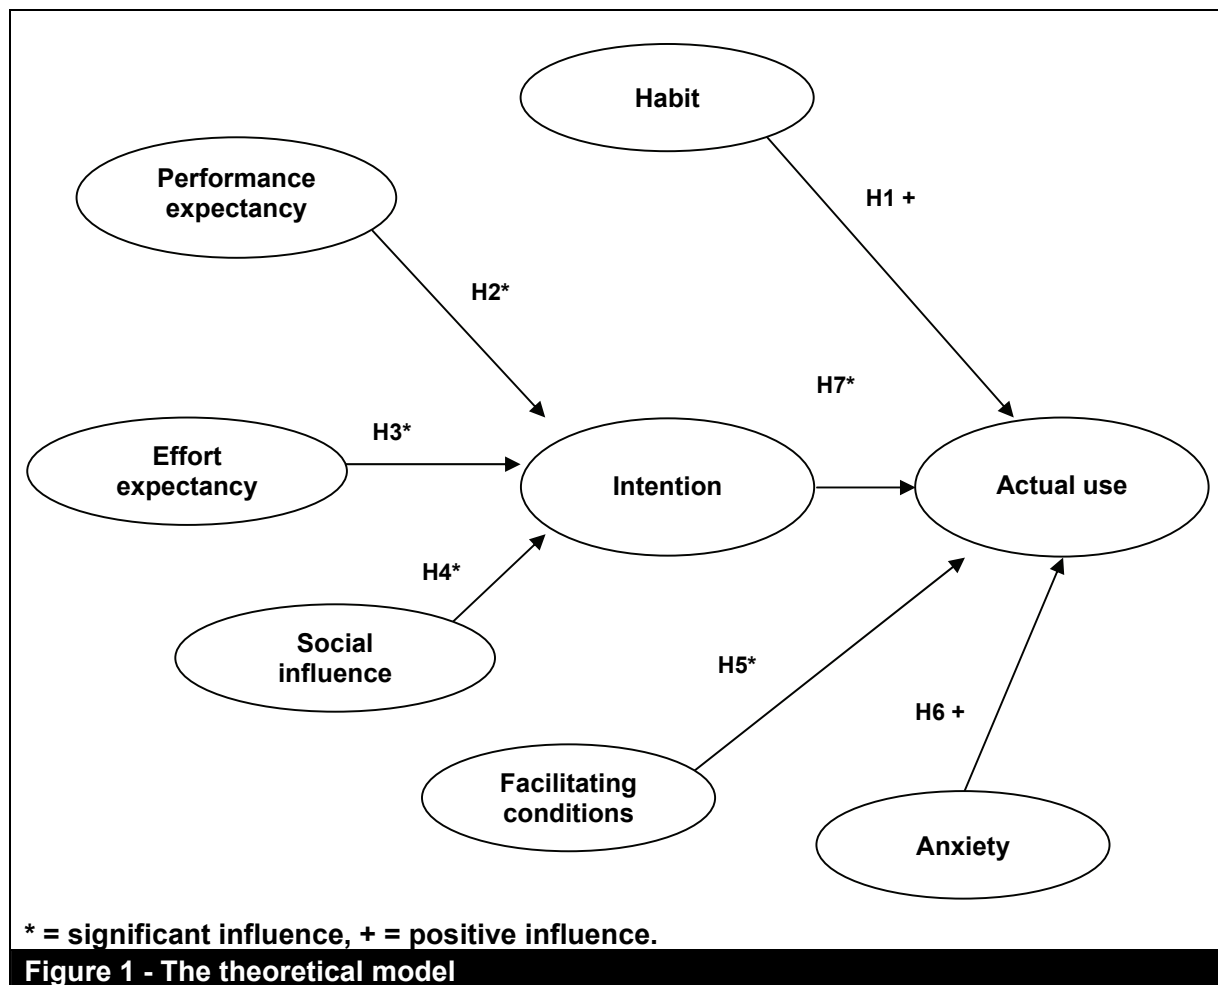 Habit
Performance
expectancy
H1 +
H2*
H7*
H3*
Effort
expectancy
Intention
Actual use
H4*
Social
influence
H5*
H6 +
Facilitating
conditions
Anxiety
* = significant influence, + = positive influence.
Figure 1 - The theoretical model